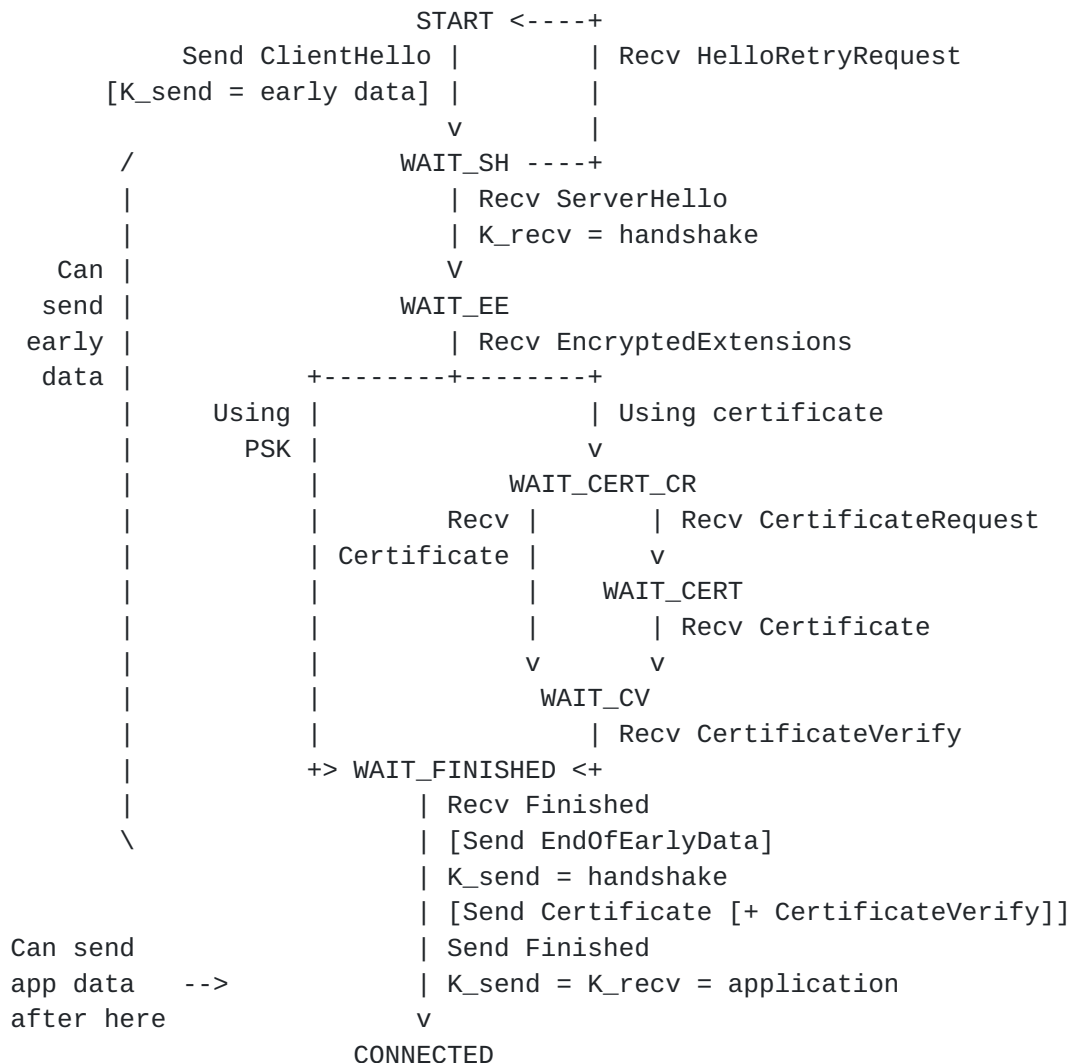 START <----+
            Send ClientHello |        | Recv HelloRetryRequest
       [K_send = early data] |        |
                             v        |
        /                 WAIT_SH ----+
        |                    | Recv ServerHello
        |                    | K_recv = handshake
    Can |                    V
   send |                 WAIT_EE
  early |                    | Recv EncryptedExtensions
   data |           +--------+--------+
        |     Using |                 | Using certificate
        |       PSK |                 v
        |           |            WAIT_CERT_CR
        |           |        Recv |       | Recv CertificateRequest
        |           | Certificate |       v
        |           |             |    WAIT_CERT
        |           |             |       | Recv Certificate
        |           |             v       v
        |           |              WAIT_CV
        |           |                 | Recv CertificateVerify
        |           +> WAIT_FINISHED <+
        |                  | Recv Finished
        \                  | [Send EndOfEarlyData]
                           | K_send = handshake
                           | [Send Certificate [+ CertificateVerify]]
 Can send                  | Send Finished
 app data   -->            | K_send = K_recv = application
 after here                v
                       CONNECTED